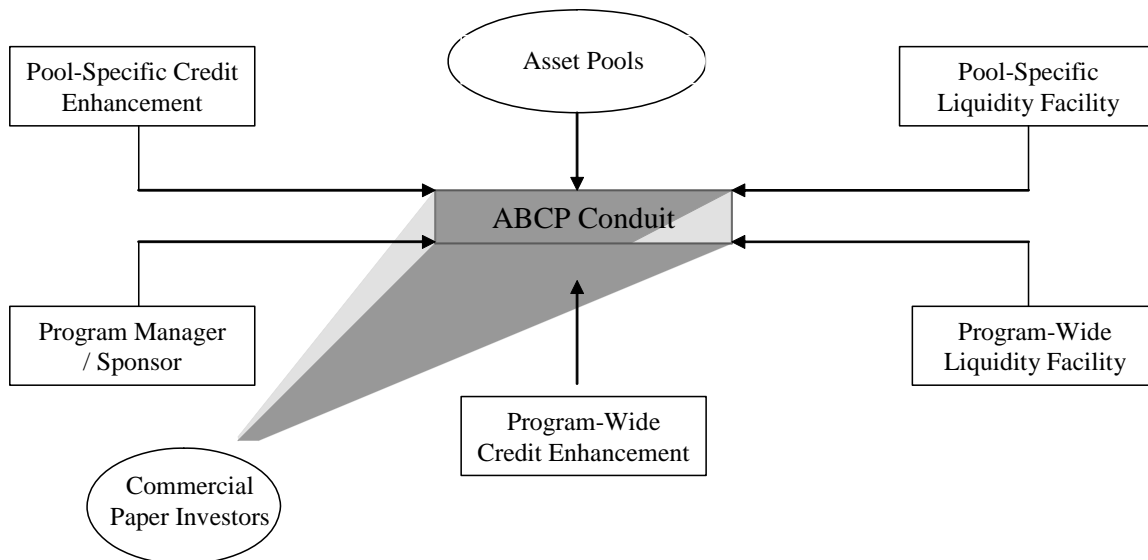 Asset Pools
Pool-Specific Credit
Enhancement
Pool-Specific
Liquidity Facility
ABCP Conduit
Program Manager
/ Sponsor
Program-Wide
Liquidity Facility
Program-Wide
Credit Enhancement
Commercial
Paper Investors